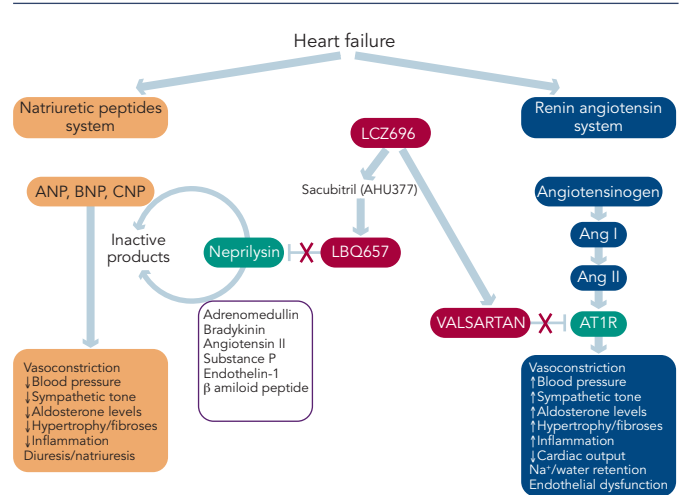 Heart failure
Natriuretic peptides
system
Renin angiotensin
system
LCZ696
Sacubitril (AHU377)
ANP, BNP, CNP
Angiotensinogen
Inactive
products
Neprilysin
X
LBQ657
Ang I
Ang II
VALSARTAN
X
AT1R
Adrenomedullin
Bradykinin
Angiotensin II
Substance P
Endothelin-1
β amiloid peptide
Vasoconstriction
↓Blood pressure
↓Sympathetic tone
↓Aldosterone levels
↓Hypertrophy/fibroses
↓Inflammation
Diuresis/natriuresis
Vasoconstriction
↑Blood pressure
↑Sympathetic tone
↑Aldosterone levels
↑Hypertrophy/fibroses
↑Inflammation
↓Cardiac output
Na⁺/water retention
Endothelial dysfunction